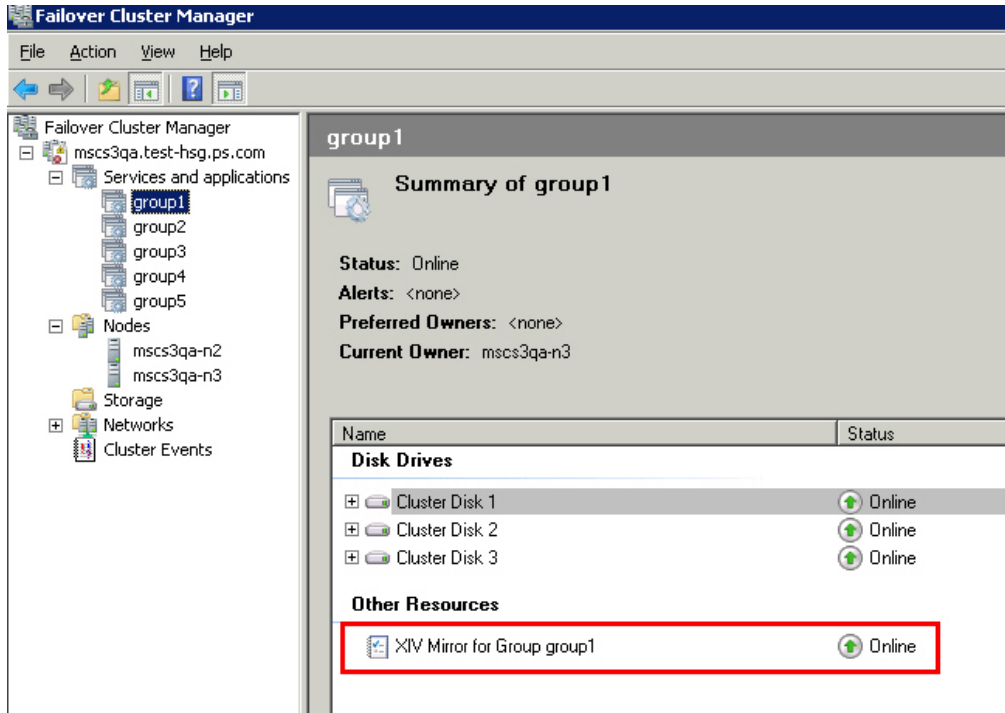 Failover Cluster Manager
File Action View Help
Failover Cluster Manager
mscs3qa.test-hsg.ps.com
Services and applications
group1
group2
group3
group4
group5
Nodes
mscs3qa-n2
mscs3qa-n3
Storage
Networks
Cluster Events
group1
Summary of group1
Status: Online
Alerts: <none>
Preferred Owners: <none>
Current Owner: mscs3qa-n3
Name Status
Disk Drives
Cluster Disk 1 Online
Cluster Disk 2 Online
Cluster Disk 3 Online
Other Resources
XIV Mirror for Group group1 Online